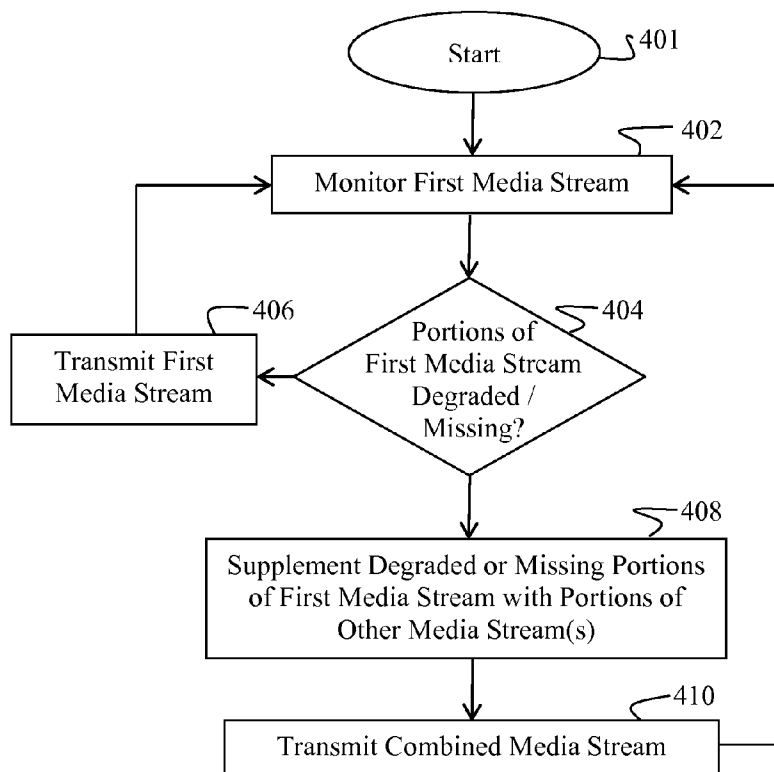 Start
401
402
Monitor First Media Stream
404
Portions of
First Media Stream
Degraded /
Missing?
406
Transmit First
Media Stream
408
Supplement Degraded or Missing Portions
of First Media Stream with Portions of
Other Media Stream(s)
410
Transmit Combined Media Stream